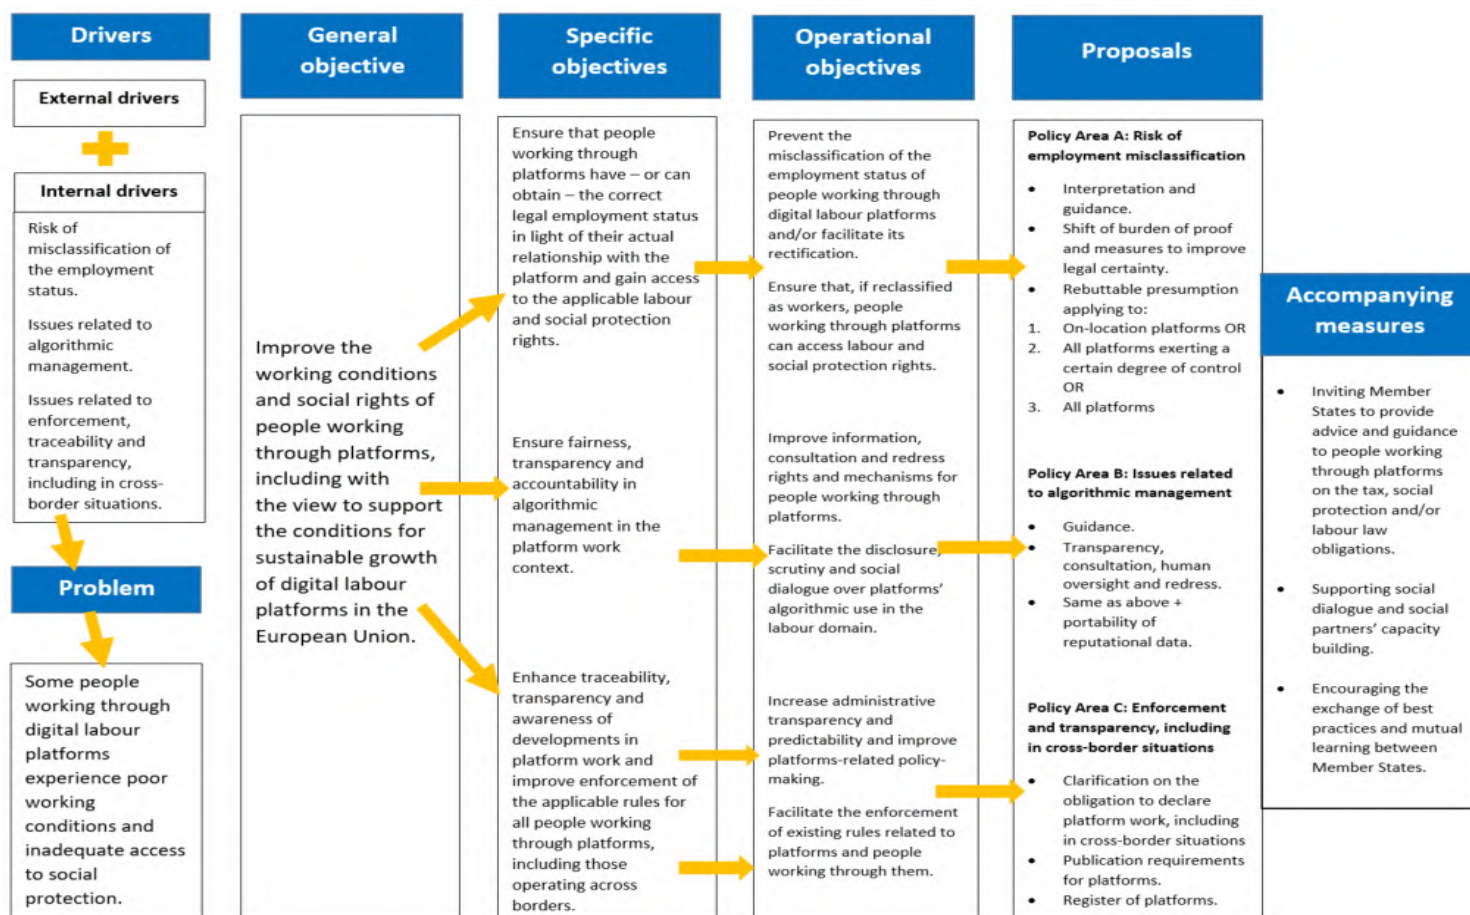 Drivers
External drivers
Internal drivers
Risk of
misclassification of
the employment
status.
Issues related to
algorithmic
management.
Issues related to
enforcement,
traceability and
transparency,
including in cross-
border situations.
Problem
Some people
working through
digital labour
platforms
experience poor
working
conditions and
inadequate access
to social
protection.
General
objective
Improve the
working conditions
and social rights of
people working
through platforms,
including with
the view to support
the conditions for
sustainable growth
of digital labour
platforms in the
European Union.
Specific
objectives
Ensure that people
working through
platforms have – or can
obtain – the correct
legal employment status
in light of their actual
relationship with the
platform and gain access
to the applicable labour
and social protection
rights.
Ensure fairness,
transparency and
accountability in
algorithmic
management in the
platform work
context.
Enhance traceability,
transparency and
awareness of
developments in
platform work and
improve enforcement of
the applicable rules for
all people working
through platforms,
including those
operating across
borders.
Operational
objectives
Prevent the
misclassification of the
employment status of
people working through
digital labour platforms
and/or facilitate its
rectification.
Ensure that, if reclassified
as workers, people
working through platforms
can access labour and
social protection rights.
Improve information,
consultation and redress
rights and mechanisms for
people working through
platforms.
Facilitate the disclosure,
scrutiny and social
dialogue over platforms'
algorithmic use in the
labour domain.
Increase administrative
transparency and
predictability and improve
platforms-related policy-
making.
Facilitate the enforcement
of existing rules related to
platforms and people
working through them.
Proposals
Policy Area A: Risk of
employment misclassification
• Interpretation and
guidance.
• Shift of burden of proof
and measures to improve
legal certainty.
• Rebuttable presumption
applying to:
1. On-location platforms OR
2. All platforms exerting a
certain degree of control
OR
3. All platforms
Policy Area B: Issues related
to algorithmic management
• Guidance.
• Transparency,
consultation, human
oversight and redress.
• Same as above +
portability of
reputational data.
Policy Area C: Enforcement
and transparency, including
in cross-border situations
• Clarification on the
obligation to declare
platform work, including
in cross-border situations
• Publication requirements
for platforms.
• Register of platforms.
Accompanying
measures
• Inviting Member
States to provide
advice and guidance
to people working
through platforms
on the tax, social
protection and/or
labour law
obligations.
• Supporting social
dialogue and social
partners' capacity
building.
• Encouraging the
exchange of best
practices and mutual
learning between
Member States.